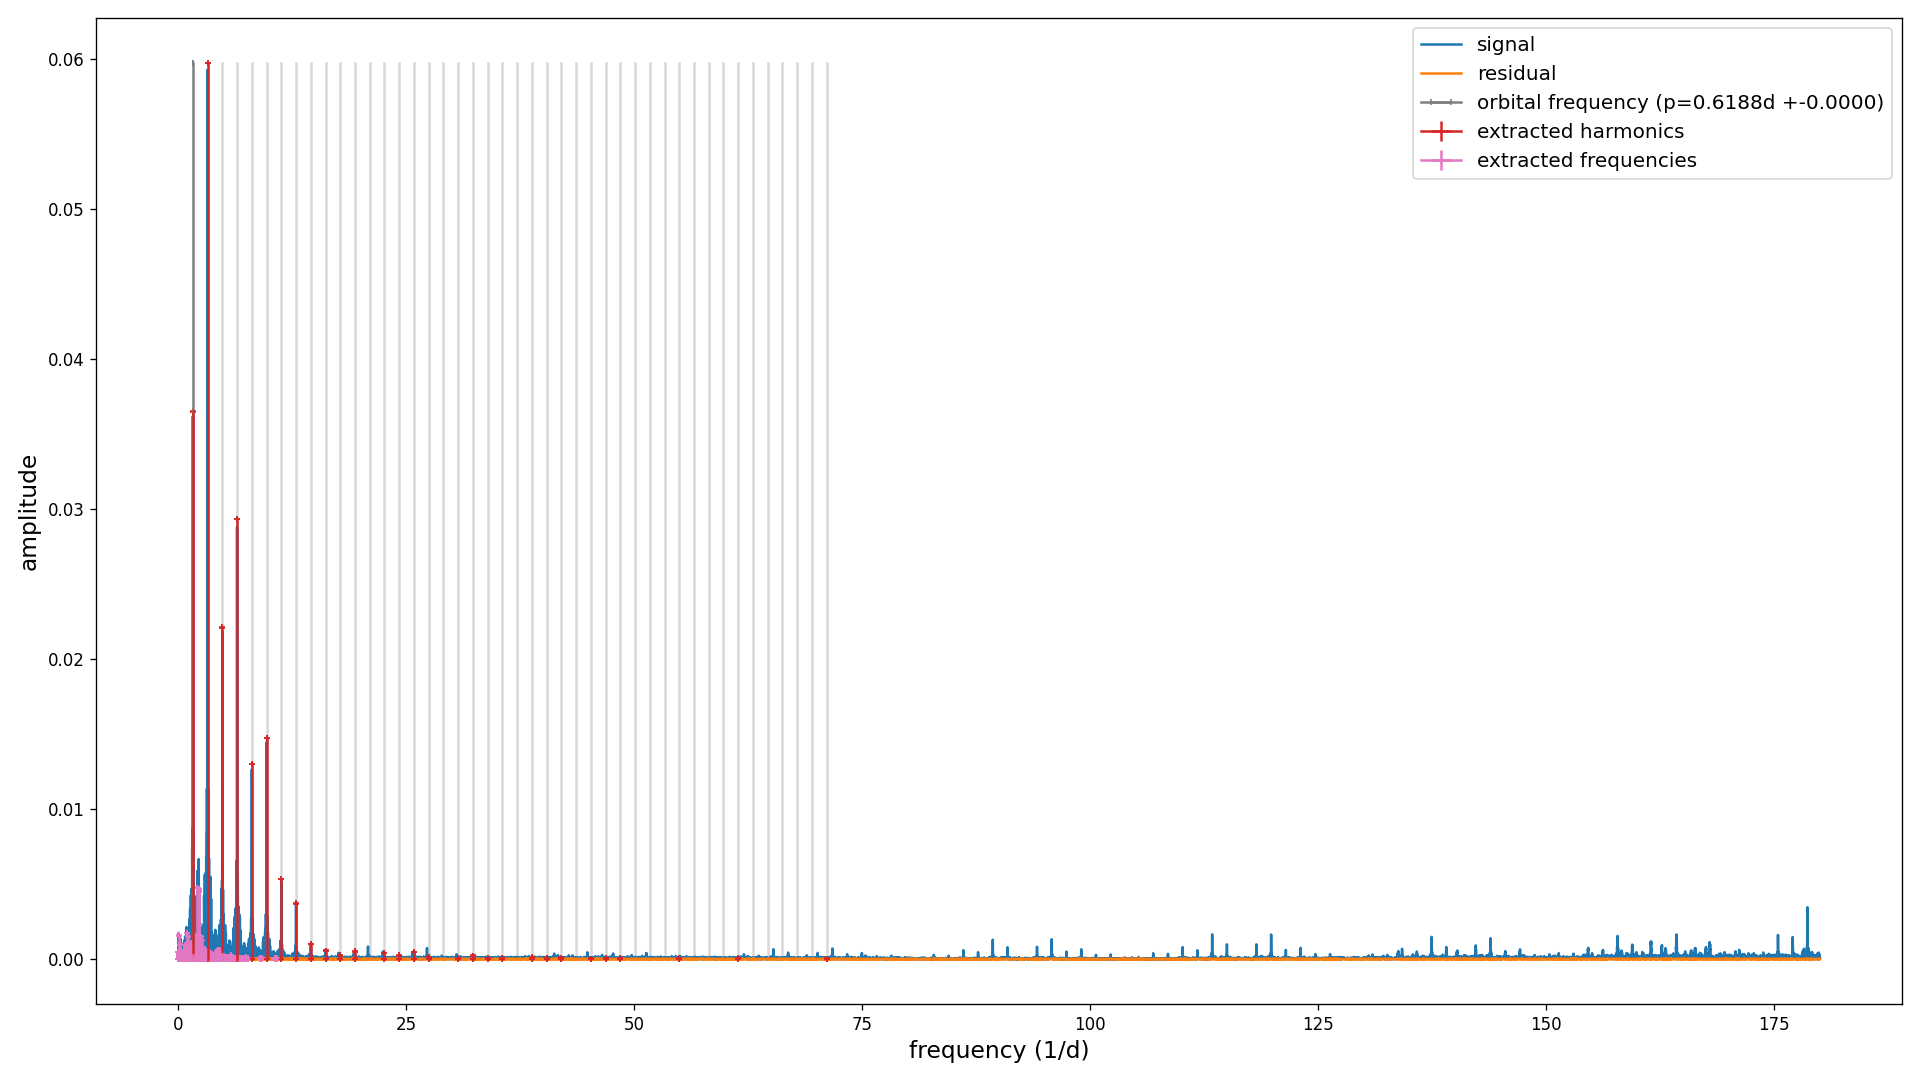 signal
residual
orbital frequency (p=0.6188d +-0.0000)
extracted harmonics
extracted frequencies
amplitude
0.06
0.05
0.04
0.03
0.02
0.01
0.00
0 25 50 75 100 125 150 175
frequency (1/d)